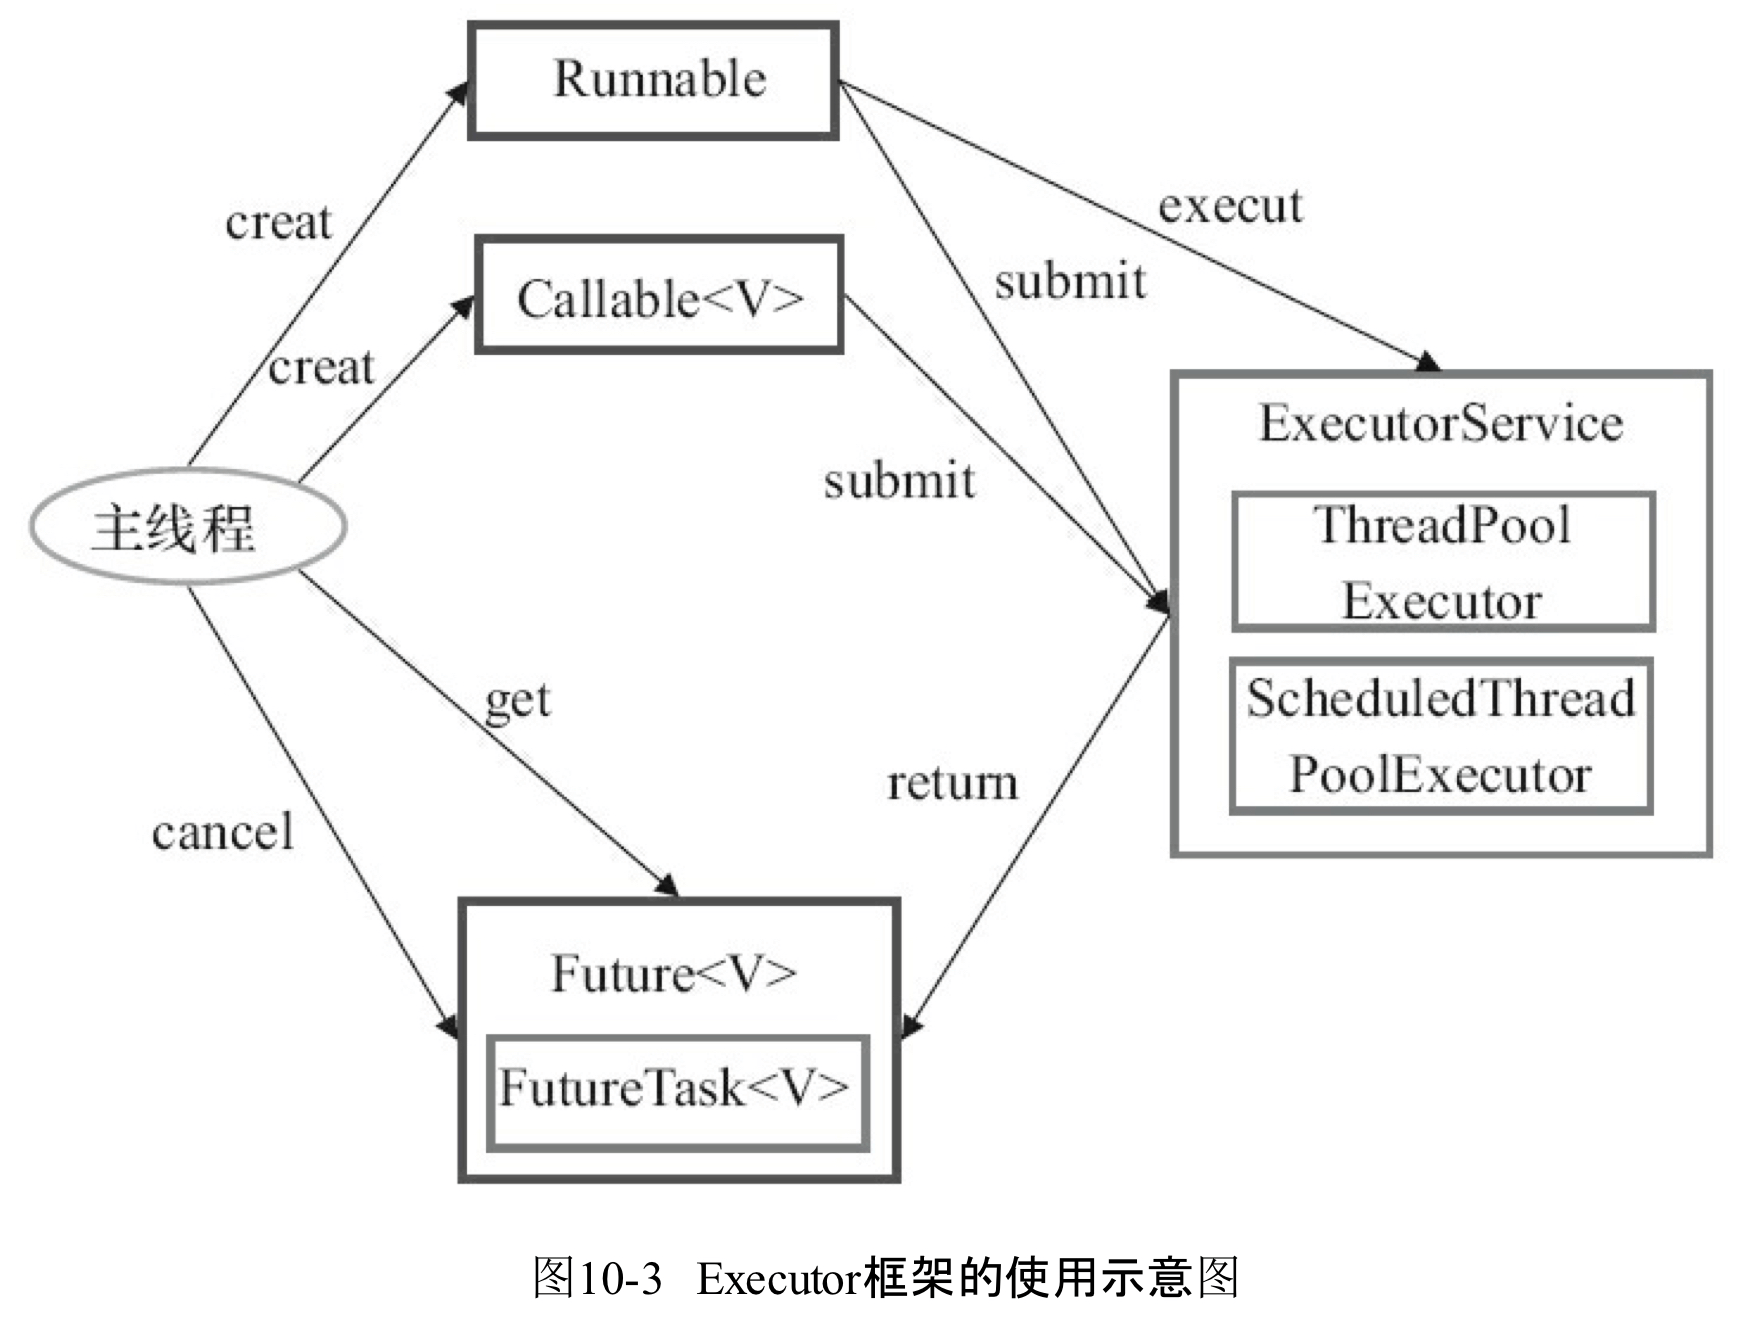 Runnable
creat
execut
submit
Callable<V>
creat
ExecutorService
submit
主线程
ThreadPool
Executor
ScheduledThread
PoolExecutor
get
return
cancel
Future<V>
FutureTask<V>
图10-3 Executor框架的使用示意图